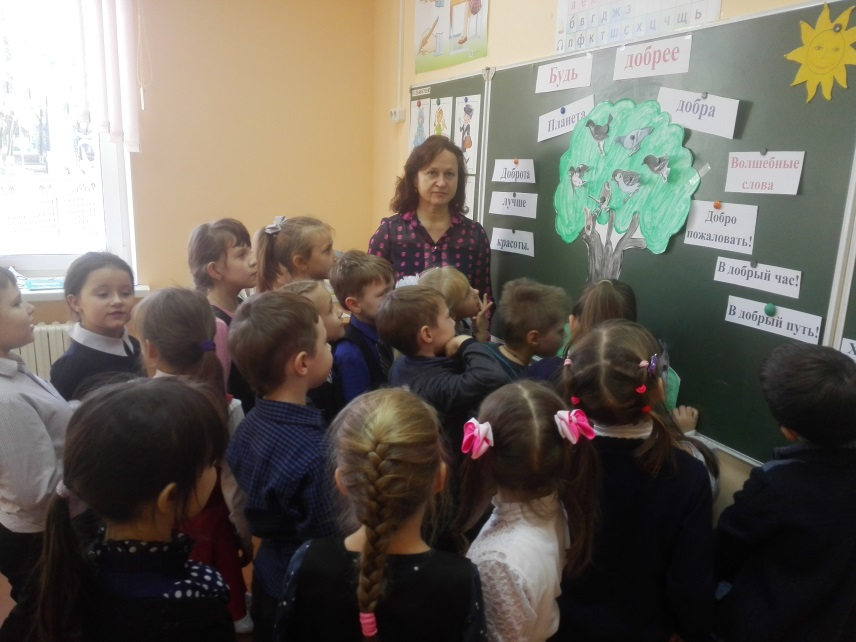 в е ё
б в г д ж з
п ф к т ш с х ц ч щ ь
Будь
добрее
Планета
добра
Доброта
лучше
красоты.
Волшебные
слова
Добро
пожаловать!
В добрый час!
В добрый путь!